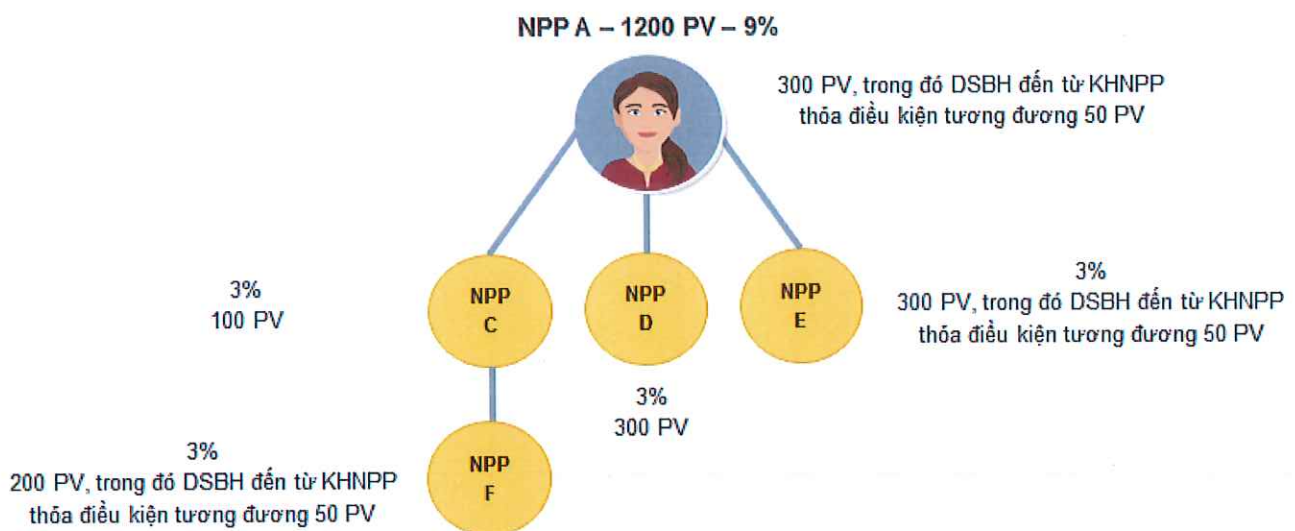 NPP A – 1200 PV – 9%
300 PV, trong đó DSBH đến từ KHNPP
thỏa điều kiện tương đương 50 PV
3%
100 PV
NPP
C
NPP
D
NPP
E
3%
300 PV, trong đó DSBH đến từ KHNPP
thỏa điều kiện tương đương 50 PV
3%
300 PV
3%
200 PV, trong đó DSBH đến từ KHNPP
thỏa điều kiện tương đương 50 PV
NPP
F